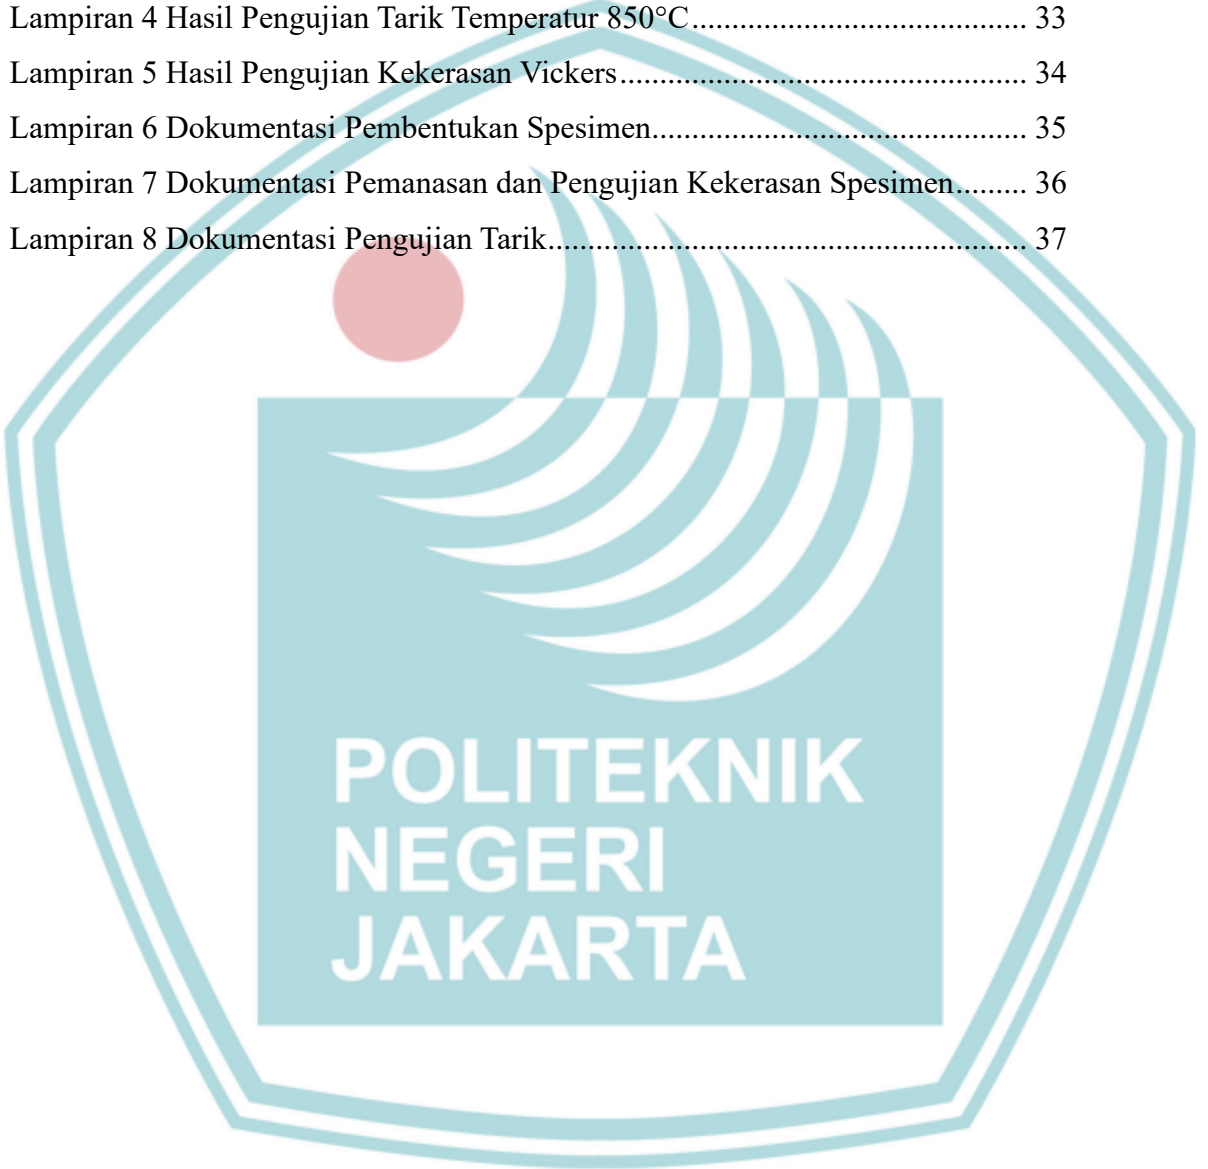 Lampiran 4 Hasil Pengujian Tarik Temperatur 850°C.......................................... 33
Lampiran 5 Hasil Pengujian Kekerasan Vickers................................................... 34
Lampiran 6 Dokumentasi Pembentukan Spesimen............................................... 35
Lampiran 7 Dokumentasi Pemanasan dan Pengujian Kekerasan Spesimen......... 36
Lampiran 8 Dokumentasi Pengujian Tarik............................................................ 37
POLITEKNIK
NEGERI
JAKARTA